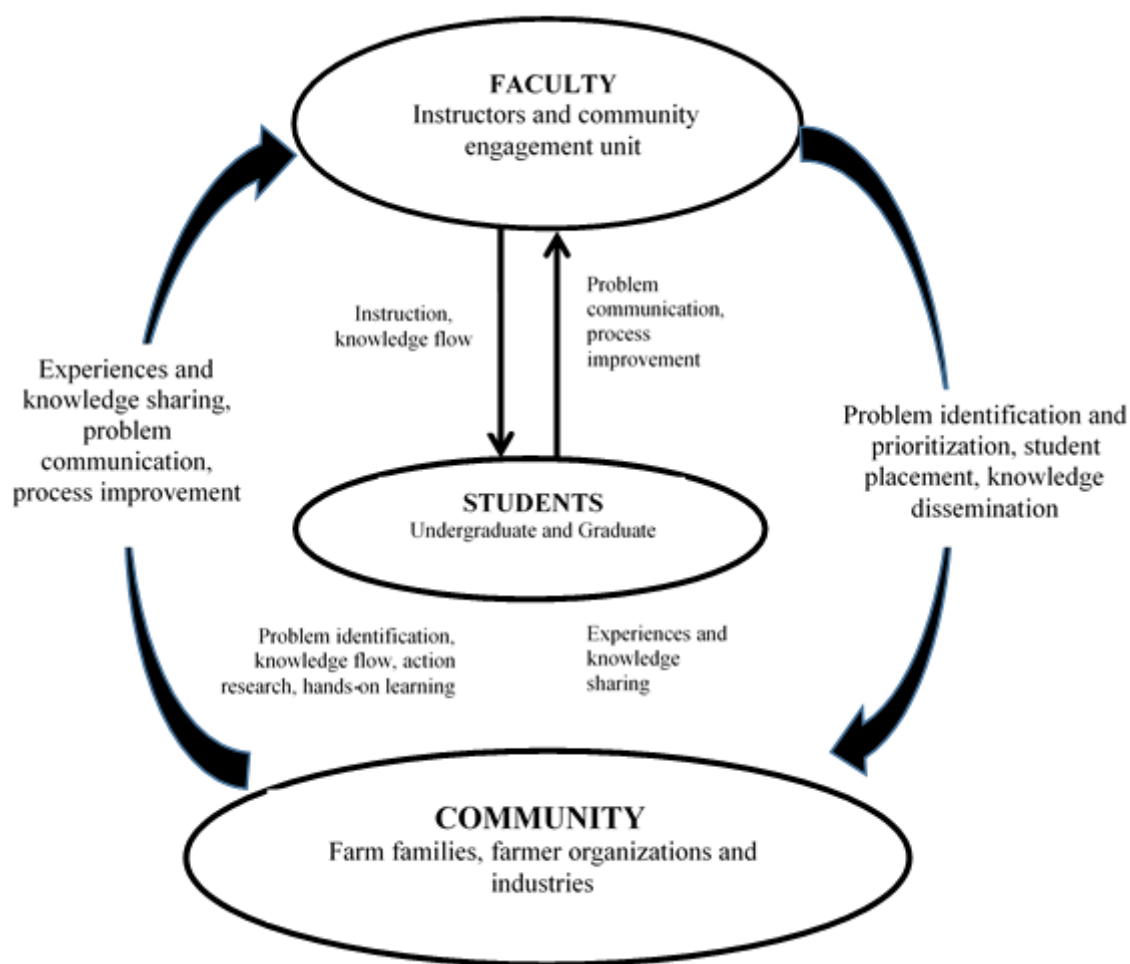 FACULTY
Instructors and community
engagement unit
Instruction,
knowledge flow
Problem
communication,
process
improvement
Experiences and
knowledge sharing,
problem
communication,
process improvement
Problem identification and
prioritization, student
placement, knowledge
dissemination
STUDENTS
Undergraduate and Graduate
Problem identification,
knowledge flow, action
research, hands-on learning
Experiences and
knowledge
sharing
COMMUNITY
Farm families, farmer organizations and
industries